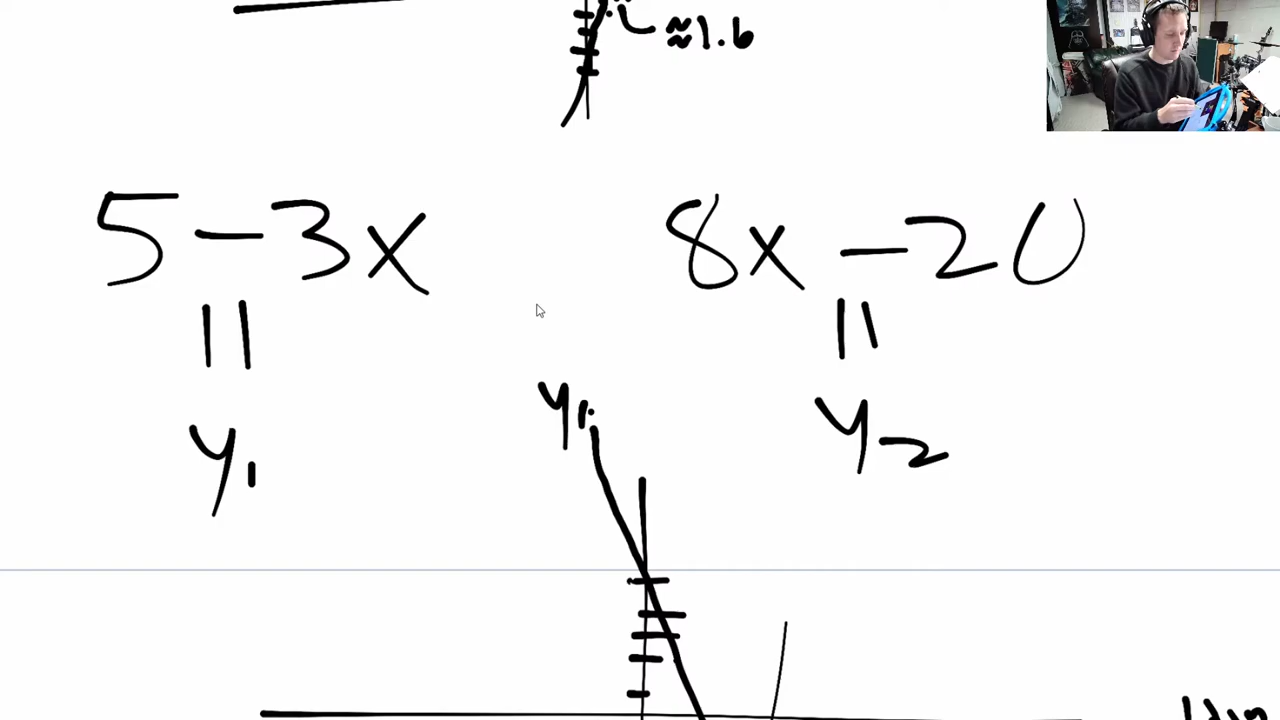 ≈1.6
5-3x 8x-20
= =
y₁ y₂
y₁